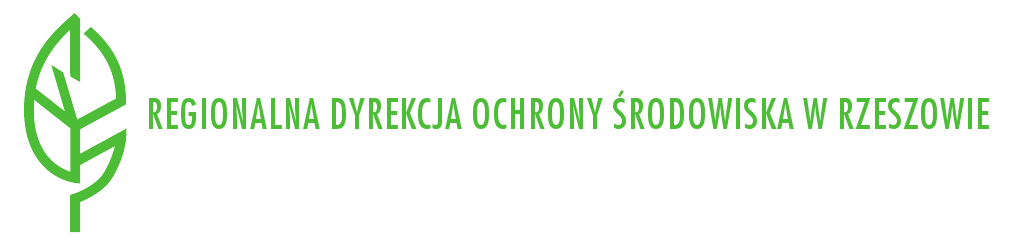 REGIONALNA DYREKCJA OCHRONY ŚRODOWISKA W RZESZOWIE